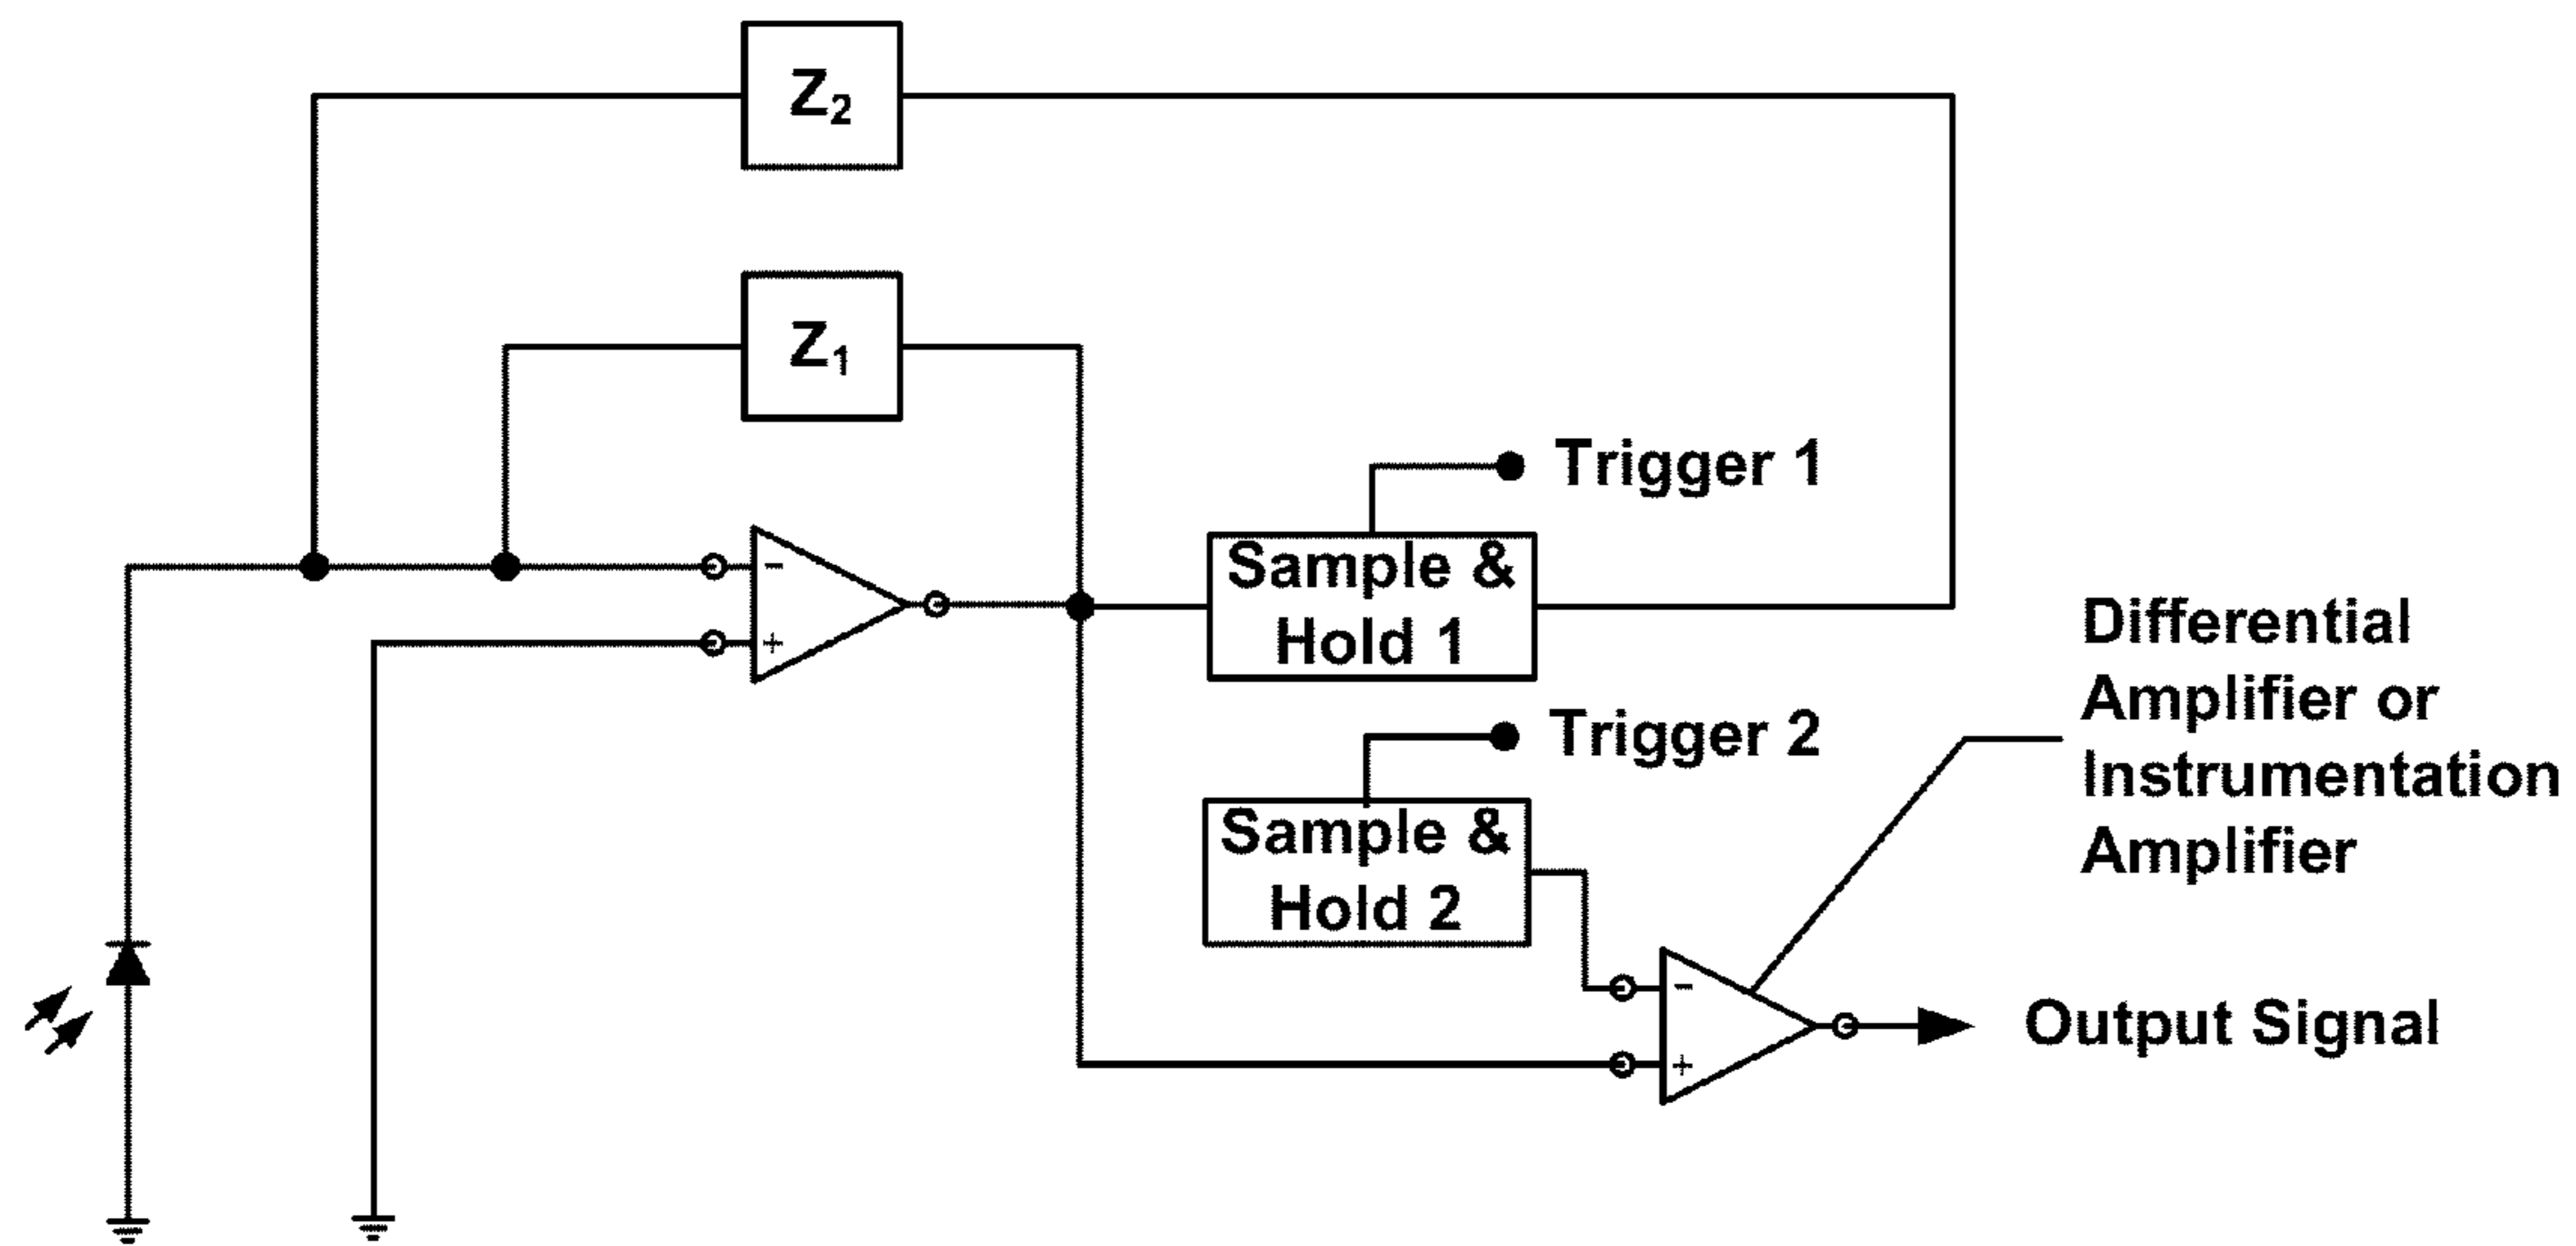 Z2
Z1
Trigger 1
Sample &
Hold 1
Trigger 2
Sample &
Hold 2
Differential
Amplifier or
Instrumentation
Amplifier
Output Signal
-
+
-
+